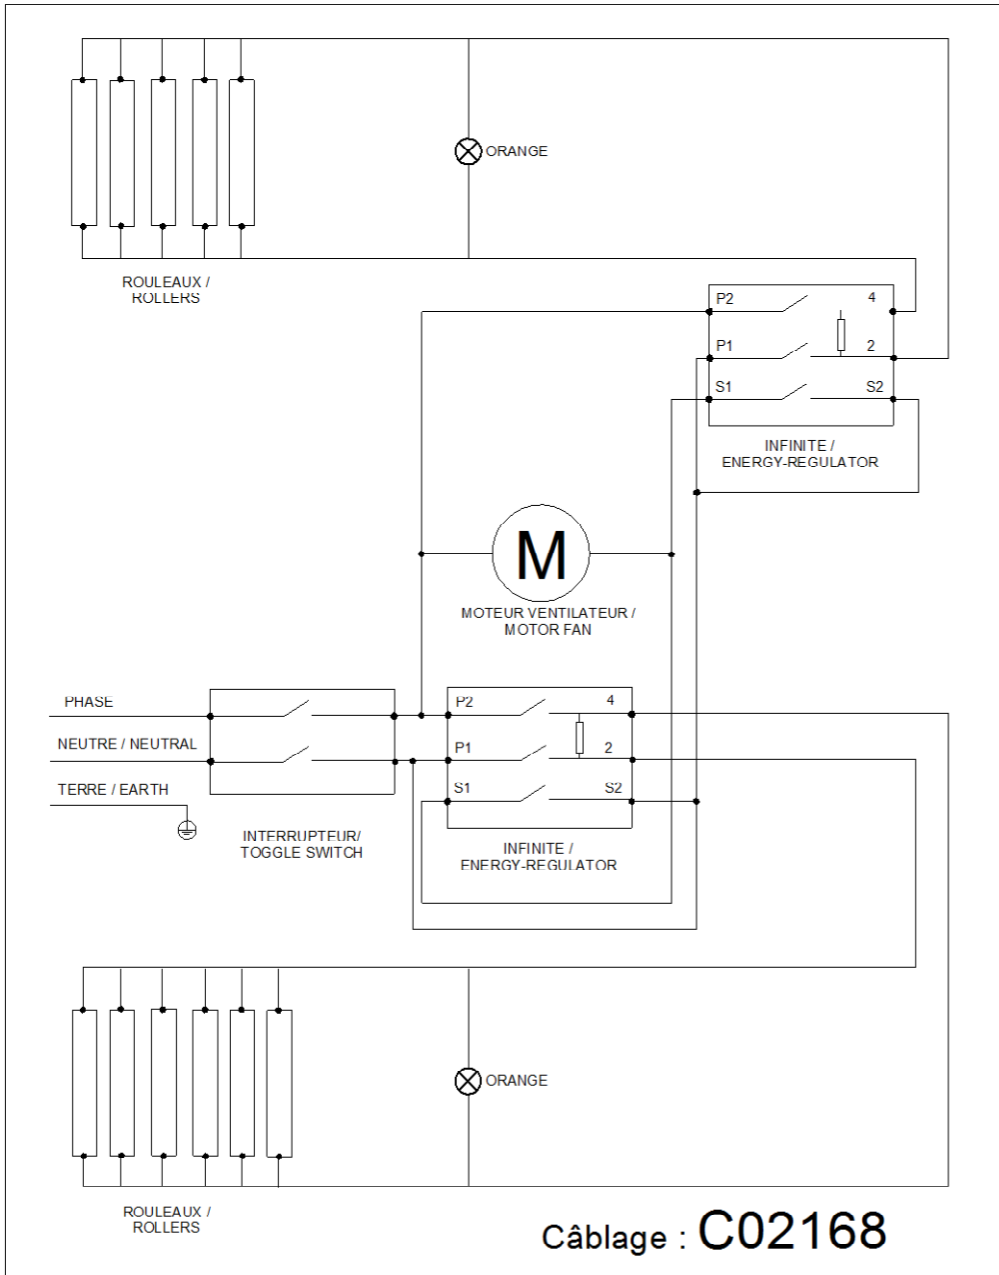 ORANGE
ROULEAUX /
ROLLERS
P2
4
P1
2
S1
S2
INFINITE /
ENERGY-REGULATOR
M
MOTEUR VENTILATEUR /
MOTOR FAN
PHASE
NEUTRE / NEUTRAL
TERRE / EARTH
INTERRUPTEUR/
TOGGLE SWITCH
P2
4
P1
2
S1
S2
INFINITE /
ENERGY-REGULATOR
ORANGE
ROULEAUX /
ROLLERS
Câblage : C02168